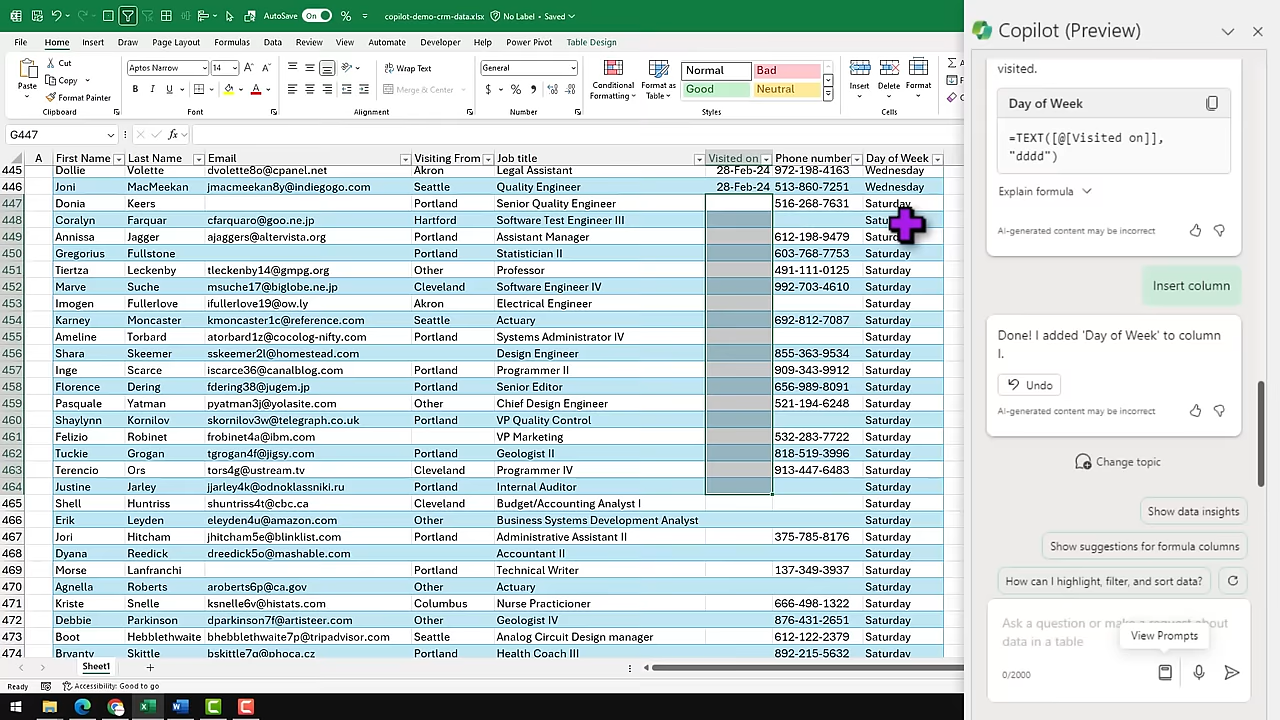 AutoSave On copilot-demo-crm-data.xlsx No Label • Saved
File Home Insert Draw Page Layout Formulas Data Review View Automate Developer Help Power Pivot Table Design
Paste Cut Copy Format Painter
Aptos Narrow 14 Wrap Text Merge & Center General
Conditional Formatting Format as Table Normal Bad Good Neutral Insert Delete Format
Clipboard Font Alignment Number Styles Cells
G447 fx
A First Name Last Name Email Visiting From Job title Visited on Phone number Day of Week
445 Dollie Volette dvolette8o@cpanel.net Akron Legal Assistant 28-Feb-24 972-198-4163 Wednesday
446 Joni MacMeekan jmacmeekan8y@indiegogo.com Seattle Quality Engineer 28-Feb-24 513-860-7251 Wednesday
447 Donia Keers Portland Senior Quality Engineer 516-268-7631 Saturday
448 Coralyn Farquar cfarquaro@goo.ne.jp Hartford Software Test Engineer III
449 Annissa Jagger ajaggers@altervista.org Portland Assistant Manager 612-198-9479
450 Gregorius Fullstone Portland Statistician II 603-768-7753 Saturday
451 Tiertza Leckenby tleckenby14@gmpg.org Other Professor 491-111-0125 Saturday
452 Marve Suche msuche17@biglobe.ne.jp Cleveland Software Engineer IV 992-703-4610 Saturday
453 Imogen Fullerlove ifullerlove19@ow.ly Akron Electrical Engineer Saturday
454 Karney Moncaster kmoncaster1c@reference.com Seattle Actuary 692-812-7087 Saturday
455 Ameline Torbard atorbard1z@cocolog-nifty.com Portland Systems Administrator IV Saturday
456 Shara Skeemer sskeemer2l@homestead.com Design Engineer 855-363-9534 Saturday
457 Inge Scarce iscarce36@canalblog.com Portland Programmer II 909-343-9912 Saturday
458 Florence Dering fdering38@jugem.jp Portland Senior Editor 656-989-8091 Saturday
459 Pasquale Yatman pyatman3j@yolasite.com Other Chief Design Engineer 521-194-6248 Saturday
460 Shaylynn Kornilov skornilov3w@telegraph.co.uk Portland VP Quality Control Saturday
461 Felizio Robinet frobinet4a@ibm.com VP Marketing 532-283-7722 Saturday
462 Tuckie Grogan tgrogan4f@jigsy.com Portland Geologist II 818-519-3996 Saturday
463 Terencio Ors tors4g@ustream.tv Cleveland Programmer IV 913-447-6483 Saturday
464 Justine Jarley jjarley4k@odnoklassniki.ru Portland Internal Auditor Saturday
465 Shell Huntriss shuntriss4t@cbc.ca Cleveland Budget/Accounting Analyst I Saturday
466 Erik Leyden eleyden4u@amazon.com Other Business Systems Development Analyst Saturday
467 Jori Hitcham jhitcham5e@blinklist.com Portland Administrative Assistant II 375-785-8176 Saturday
468 Dyana Reedick dreedick5o@mashable.com Accountant II Saturday
469 Morse Lanfranchi Portland Technical Writer 137-349-3937 Saturday
470 Agnella Roberts aroberts6p@ca.gov Other Actuary Saturday
471 Kriste Snelle ksnelle6v@histats.com Columbus Nurse Practicioner 666-498-1322 Saturday
472 Debbie Parkinson fdparkinson7f@artisteer.com Other Geologist IV 876-431-2651 Saturday
473 Boot Hebblethwaite bhebblethwaite7p@tripadvisor.com Seattle Analog Circuit Design manager 612-122-2379 Saturday
474 Bryanty Skittle bskittle7q@phoca.cz Portland Health Coach III 892-215-5632 Saturday
Sheet1
Ready Accessibility: Good to go
Copilot (Preview)
visited.
Day of Week
=TEXT([@[Visited on]],
"dddd")
Explain formula
AI-generated content may be incorrect
Insert column
Done! I added 'Day of Week' to column
I.
Undo
AI-generated content may be incorrect
Change topic
Show data insights
Show suggestions for formula columns
How can I highlight, filter, and sort data?
Ask a question or make a request about
data in a table
View Prompts
0/2000